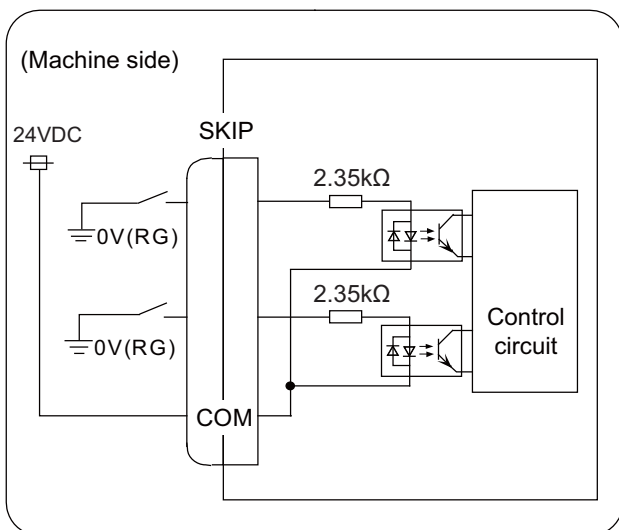 (Machine side)
24VDC
SKIP
2.35kΩ
0V(RG)
2.35kΩ
0V(RG)
Control
circuit
COM